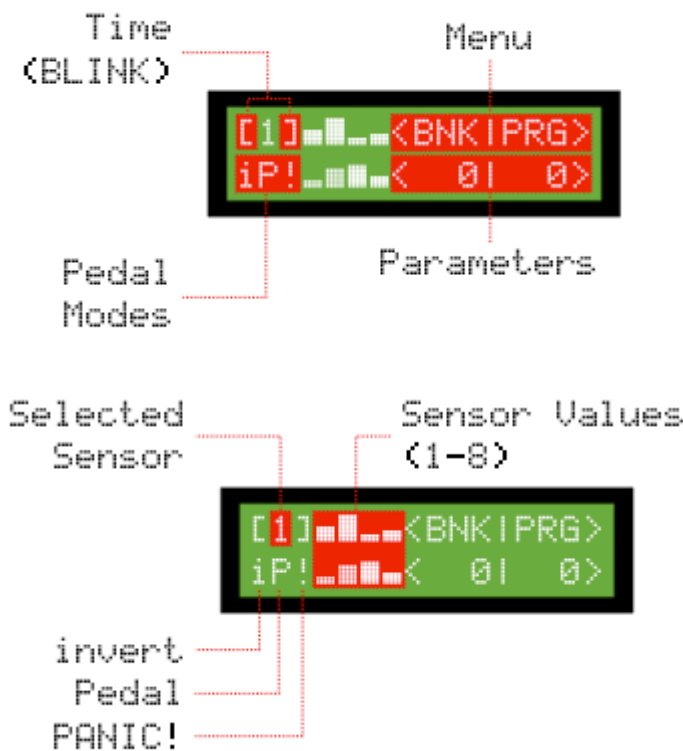 Time
(BLINK)
Menu
[1] <BNK|PRG>
iP! < 0| 0>
Pedal
Modes
Parameters
Selected
Sensor
Sensor Values
(1-8)
[1] <BNK|PRG>
iP! < 0| 0>
invert
Pedal
PANIC!